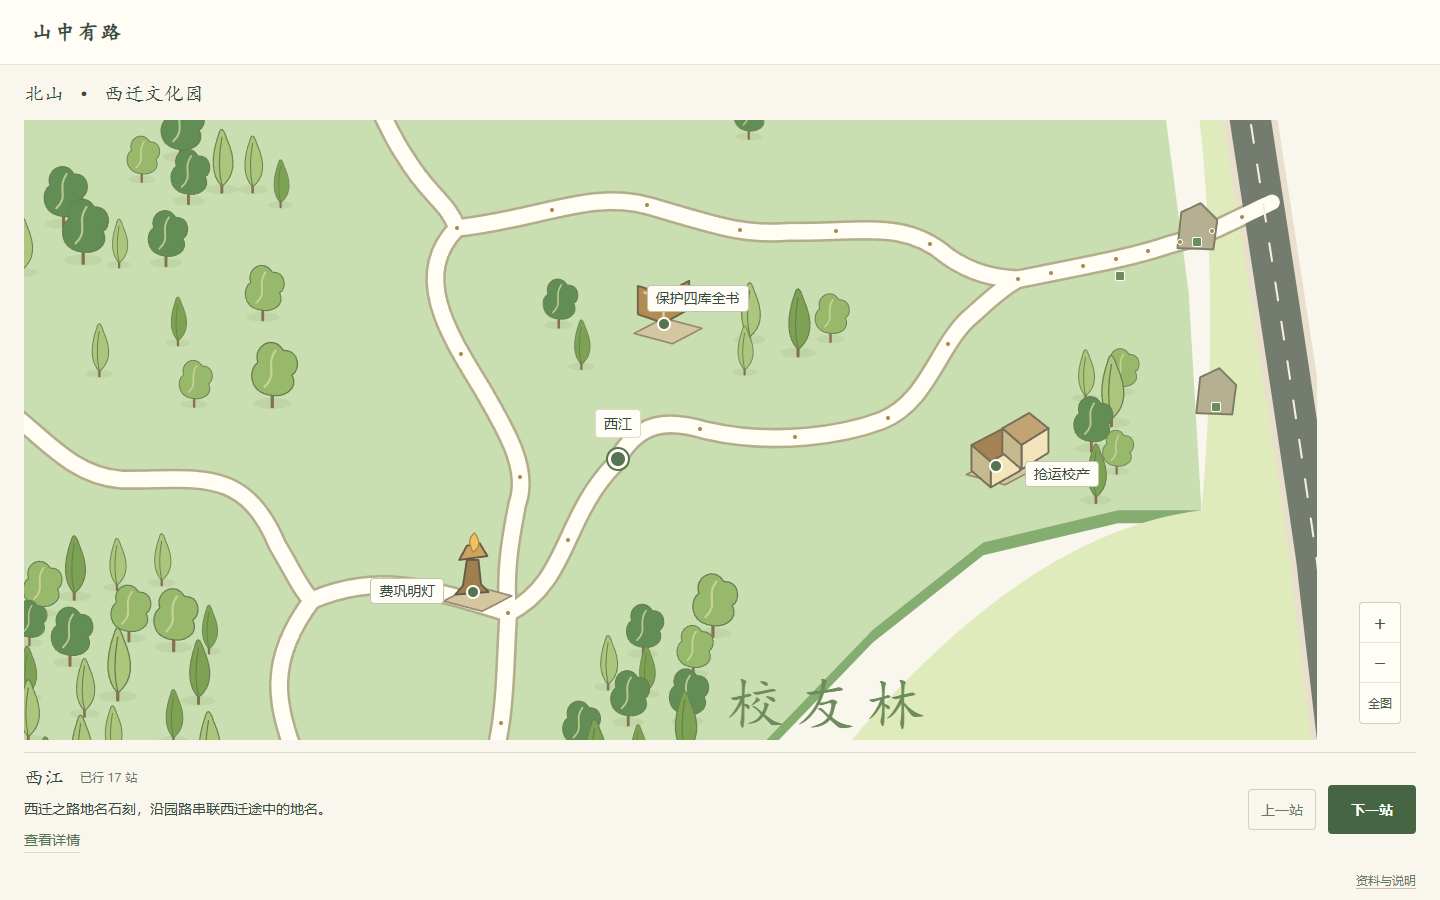 山中有路
北山 • 西迁文化园
保护四库全书
西江
抢运校产
费巩明灯
校友林
+
−
全图
西江 已行 17 站
西迁之路地名石刻，沿园路串联西迁途中的地名。
查看详情
上一站
下一站
资料与说明